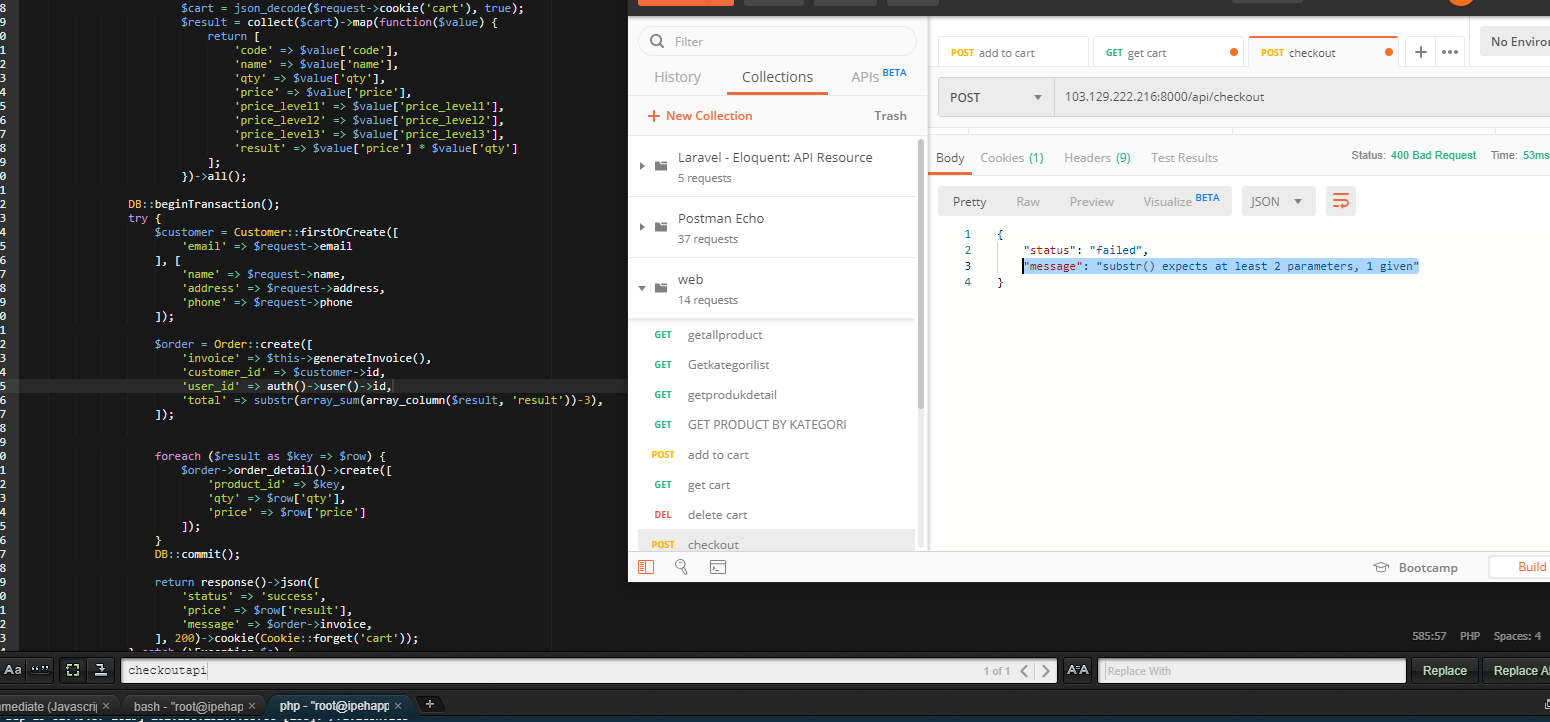 $cart = json_decode($request->cookie('cart'), true);
$result = collect($cart)->map(function($value) {
return [
'code' => $value['code'],
'name' => $value['name'],
'qty' => $value['qty'],
'price' => $value['price'],
'price_level1' => $value['price_level1'],
'price_level2' => $value['price_level2'],
'price_level3' => $value['price_level3'],
'result' => $value['price'] * $value['qty']
];
})->all();
DB::beginTransaction();
try {
$customer = Customer::firstOrCreate([
'email' => $request->email
], [
'name' => $request->name,
'address' => $request->address,
'phone' => $request->phone
]);
$order = Order::create([
'invoice' => $this->generateInvoice(),
'customer_id' => $customer->id,
'user_id' => auth()->user()->id,
'total' => substr(array_sum(array_column($result, 'result'))-3),
]);
foreach ($result as $key => $row) {
$order->order_detail()->create([
'product_id' => $key,
'qty' => $row['qty'],
'price' => $row['price']
]);
}
DB::commit();
return response()->json([
'status' => 'success',
'price' => $row['result'],
'message' => $order->invoice,
], 200)->cookie(Cookie::forget('cart'));
Filter
History Collections APIs BETA
+ New Collection Trash
Laravel - Eloquent: API Resource
5 requests
Postman Echo
37 requests
web
14 requests
GET getallproduct
GET Getkategorilist
GET getprodukdetail
GET GET PRODUCT BY KATEGORI
POST add to cart
GET get cart
DEL delete cart
POST checkout
POST add to cart GET get cart POST checkout + ••• No Environ
POST 103.129.222.216:8000/api/checkout
Body Cookies (1) Headers (9) Test Results Status: 400 Bad Request Time: 53ms
Pretty Raw Preview Visualize BETA JSON
1 {
2 "status": "failed",
3 "message": "substr() expects at least 2 parameters, 1 given"
4 }
Bootcamp Build
585:57 PHP Spaces: 4
Aa checkoutapi 1 of 1 Replace With Replace Replace Al
mediate (Javascri × bash - "root@ipehapp × php - "root@ipehapp × +